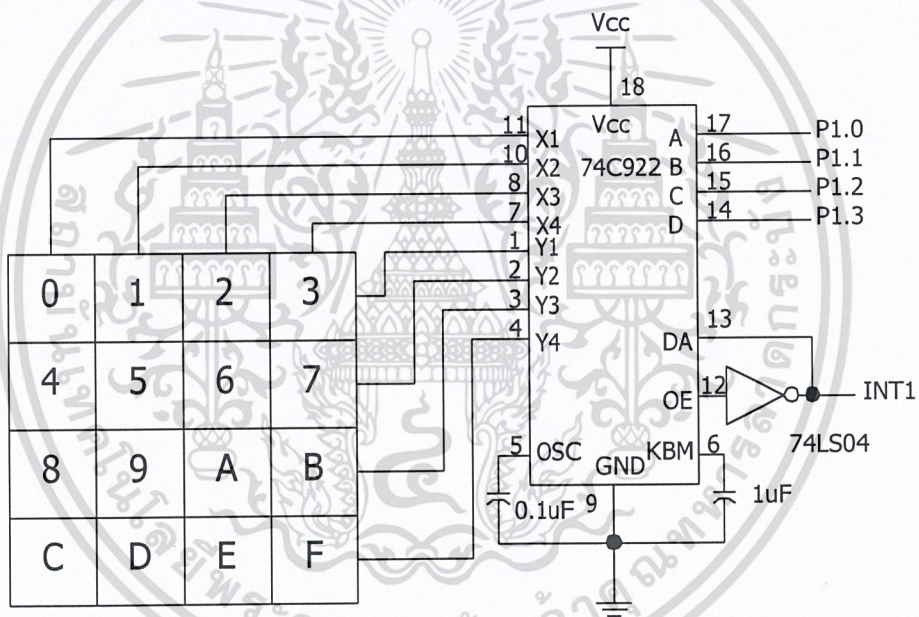 Vcc
18
11 X1 Vcc A 17 P1.0
10 X2 74C922 B 16 P1.1
8 X3 C 15 P1.2
7 X4 D 14 P1.3
1 Y1
2 Y2
3 Y3
4 Y4
DA 13
OE 12 INT1
74LS04
5 OSC GND KBM 6
0.1uF 9 1uF
0 1 2 3
4 5 6 7
8 9 A B
C D E F